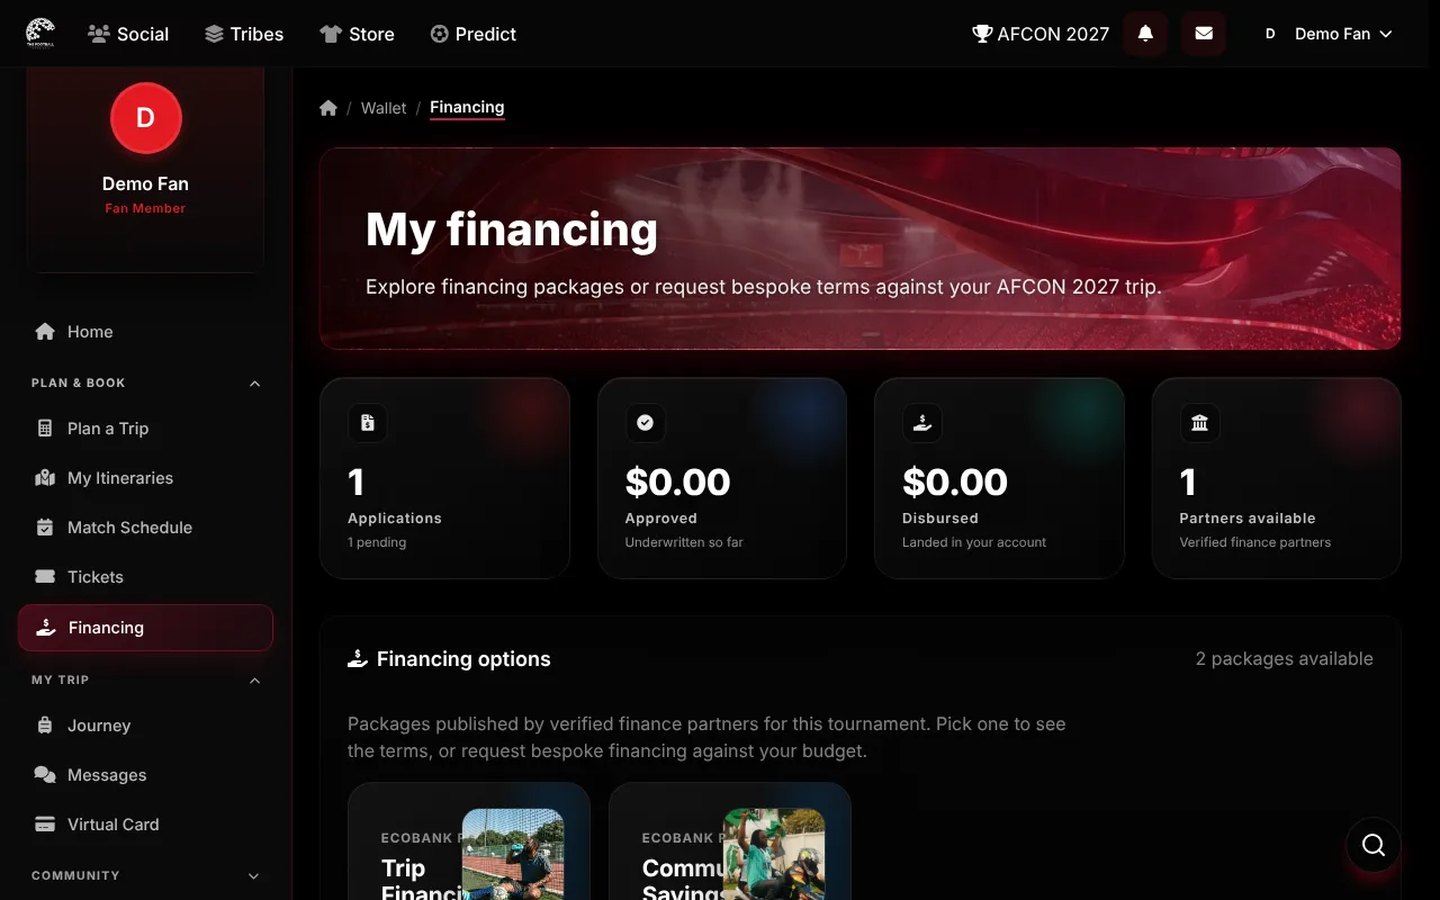 Social
Tribes
Store
Predict
AFCON 2027
D
Demo Fan
D
Demo Fan
Fan Member
Home
PLAN & BOOK
Plan a Trip
My Itineraries
Match Schedule
Tickets
Financing
MY TRIP
Journey
Messages
Virtual Card
COMMUNITY
/ Wallet / Financing
My financing
Explore financing packages or request bespoke terms against your AFCON 2027 trip.
1
Applications
1 pending
$0.00
Approved
Underwritten so far
$0.00
Disbursed
Landed in your account
1
Partners available
Verified finance partners
Financing options
2 packages available
Packages published by verified finance partners for this tournament. Pick one to see
the terms, or request bespoke financing against your budget.
ECOBANK
Trip
ECOBANK